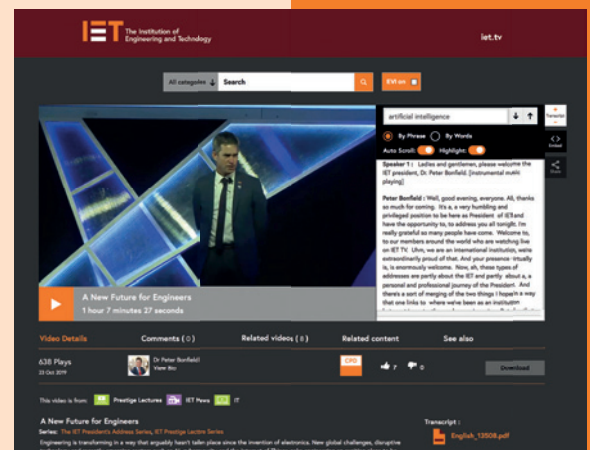 IET The Institution of
Engineering and Technology
iet.tv
All categoies Search
EVI on
artificial intelligence
By Phrase By Words
Auto Scroll: Highlight:
Transcript
Embed
Share
Speaker 1 : Ladies and gentlemen, please welcome the
IET president, Dr. Peter Bonfield. [instrumental music
playing]
Peter Bonfield : Well, good evening, everyone. All, thanks
so much for coming. It's a, a very humbling and
privileged position to be here as President of IET and
have the opportunity to, to address you all tonight. I'm
really grateful so many people have come. Welcome to,
to our members around the world who are watching live
on IET TV. Uhm, we are an international institution, we're
extraordinarily proud of that. And your presence virtually
is, is enormously welcome. Now, ah, these types of
addresses are partly about the IET and partly about a, a
personal and professional journey of the President. And
there's a sort of merging of the two things I hope in a way
that one links to where we've been as an institution
A New Future for Engineers
1 hour 7 minutes 27 seconds
Video Details Comments ( 0 ) Related videos ( 8 ) Related content See also
638 Plays
23 Oct 2019
Dr Peter Bonfield
View Bio
CPD
7
0
Download
This video is from: Prestige Lectures IET News IT
A New Future for Engineers
Series: The IET President's Address Series, IET Prestige Lectire Series
Engineering is transforming in a way that arguably hasn't talen place since the invention of electronics. New global challenges, disruptive
Transcript :
English_13508.pdf